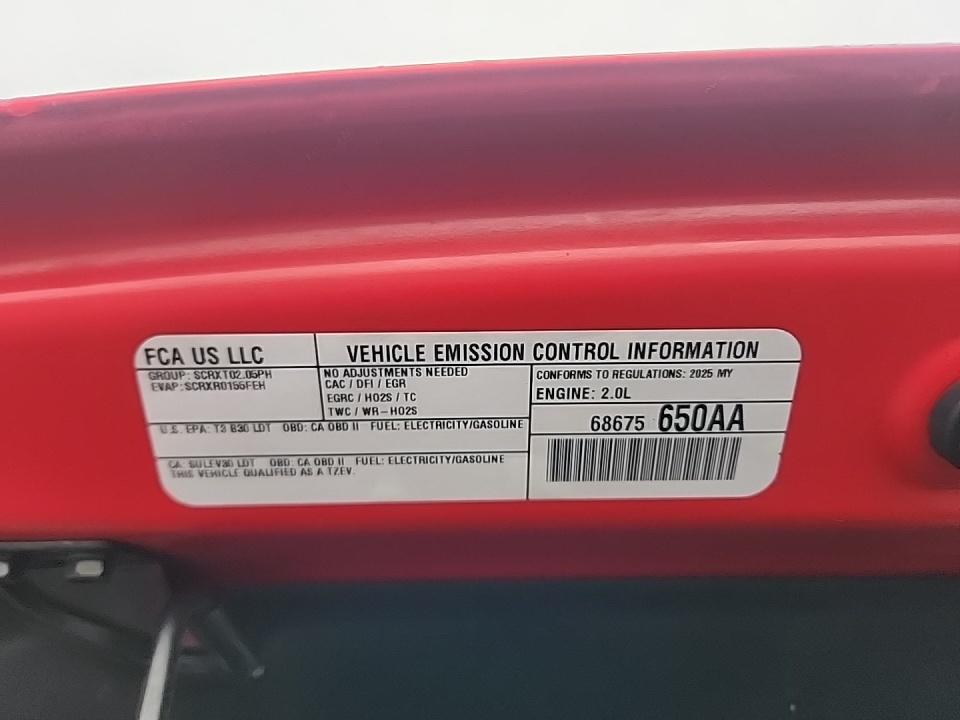 FCA US LLC
VEHICLE EMISSION CONTROL INFORMATION
GROUP: SCRXT02.05PH
EVAP: SCRXR0155FEH
NO ADJUSTMENTS NEEDED
CAC / DFI / EGR
EGRC / HO2S / TC
TWC / WR-HO2S
CONFORMS TO REGULATIONS: 2025 MY
ENGINE: 2.0L
U.S. EPA: T3 B30 LDT OBD: CA OBD II FUEL: ELECTRICITY/GASOLINE
68675 650AA
CA: SULEV30 LDT OBD: CA OBD II FUEL: ELECTRICITY/GASOLINE
THIS VEHICLE QUALIFIED AS A TZEV.